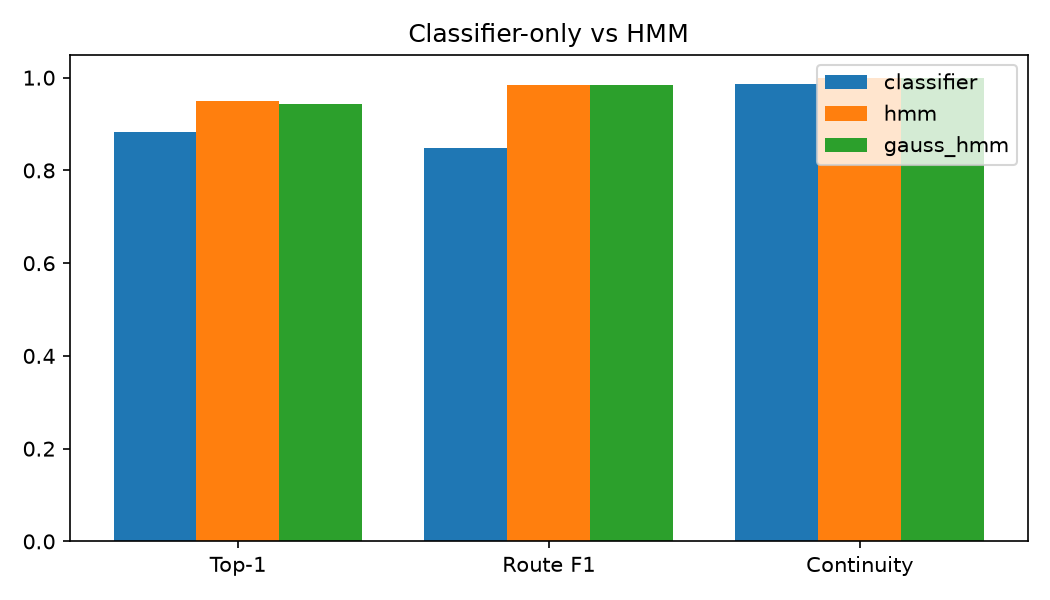 Classifier-only vs HMM
1.0
0.8
0.6
0.4
0.2
0.0
classifier
hmm
gauss_hmm
Top-1
Route F1
Continuity